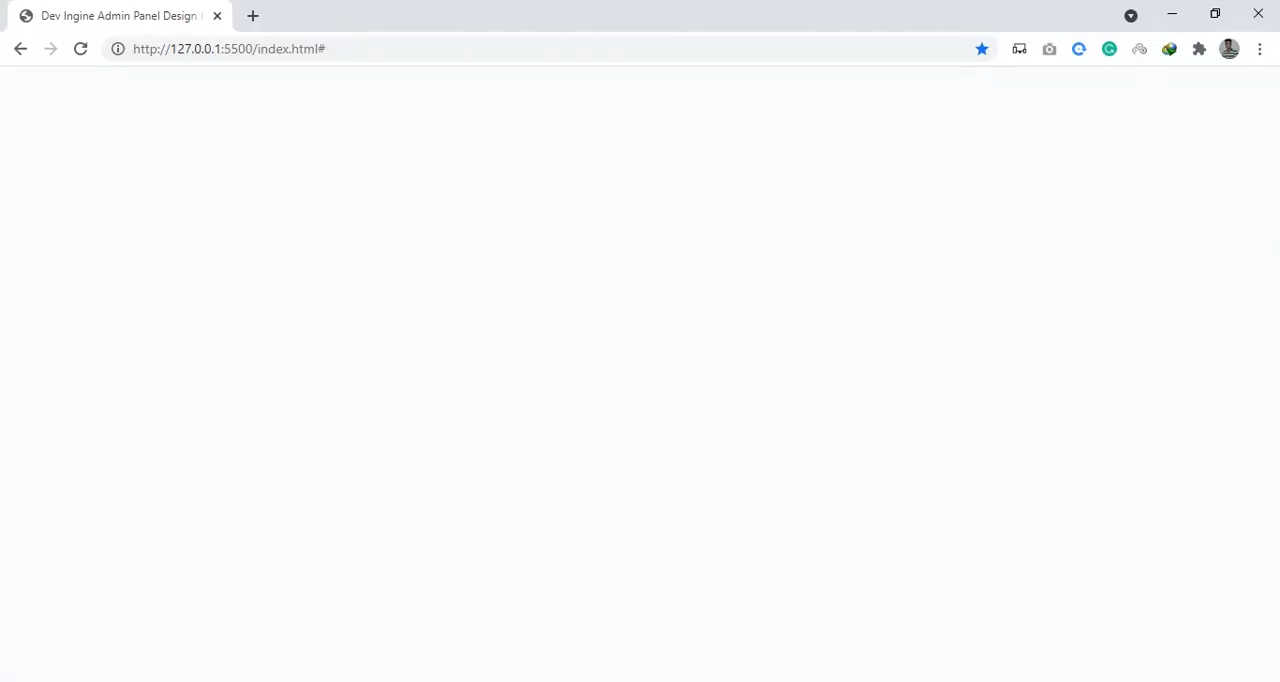 Dev Ingine Admin Panel Design
http://127.0.0.1:5500/index.html#